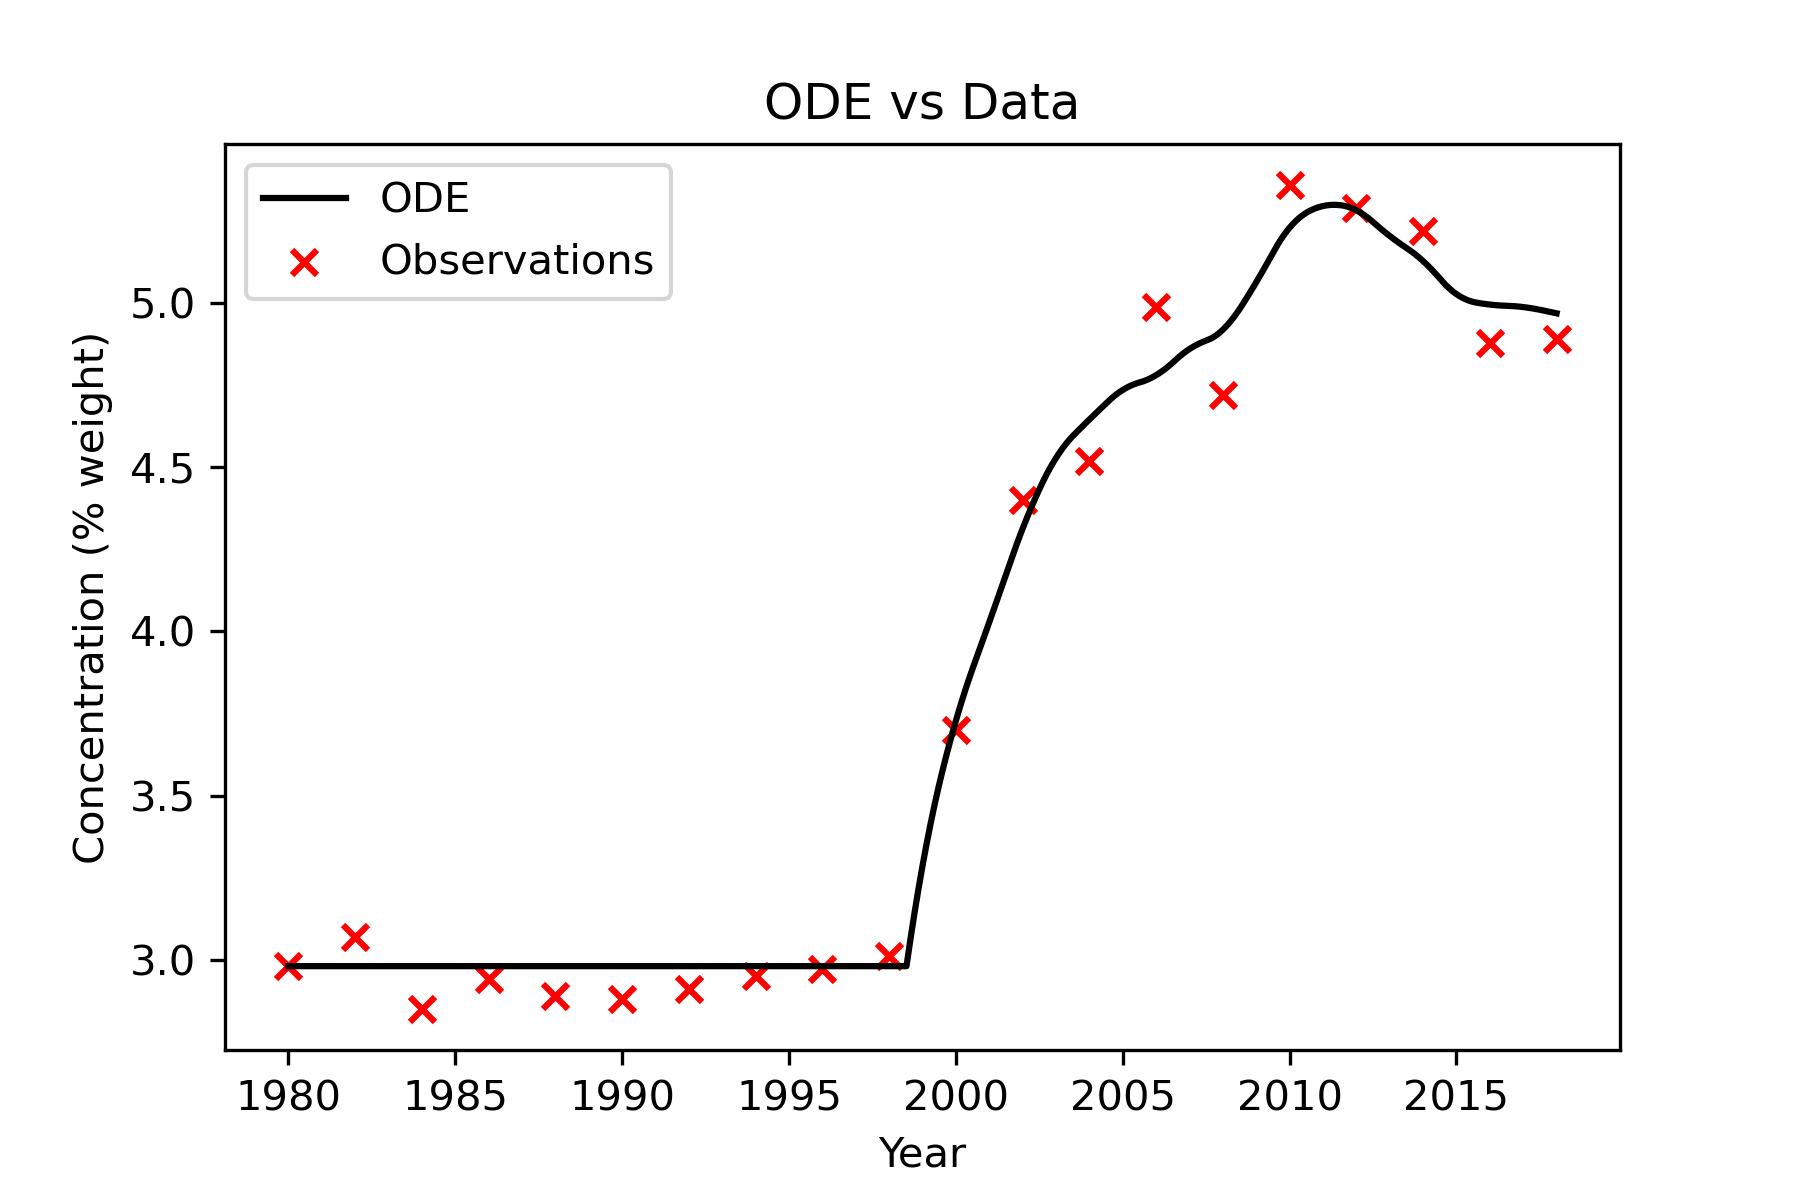 ODE vs Data
ODE
Observations
Concentration (% weight)
5.0
4.5
4.0
3.5
3.0
1980 1985 1990 1995 2000 2005 2010 2015
Year